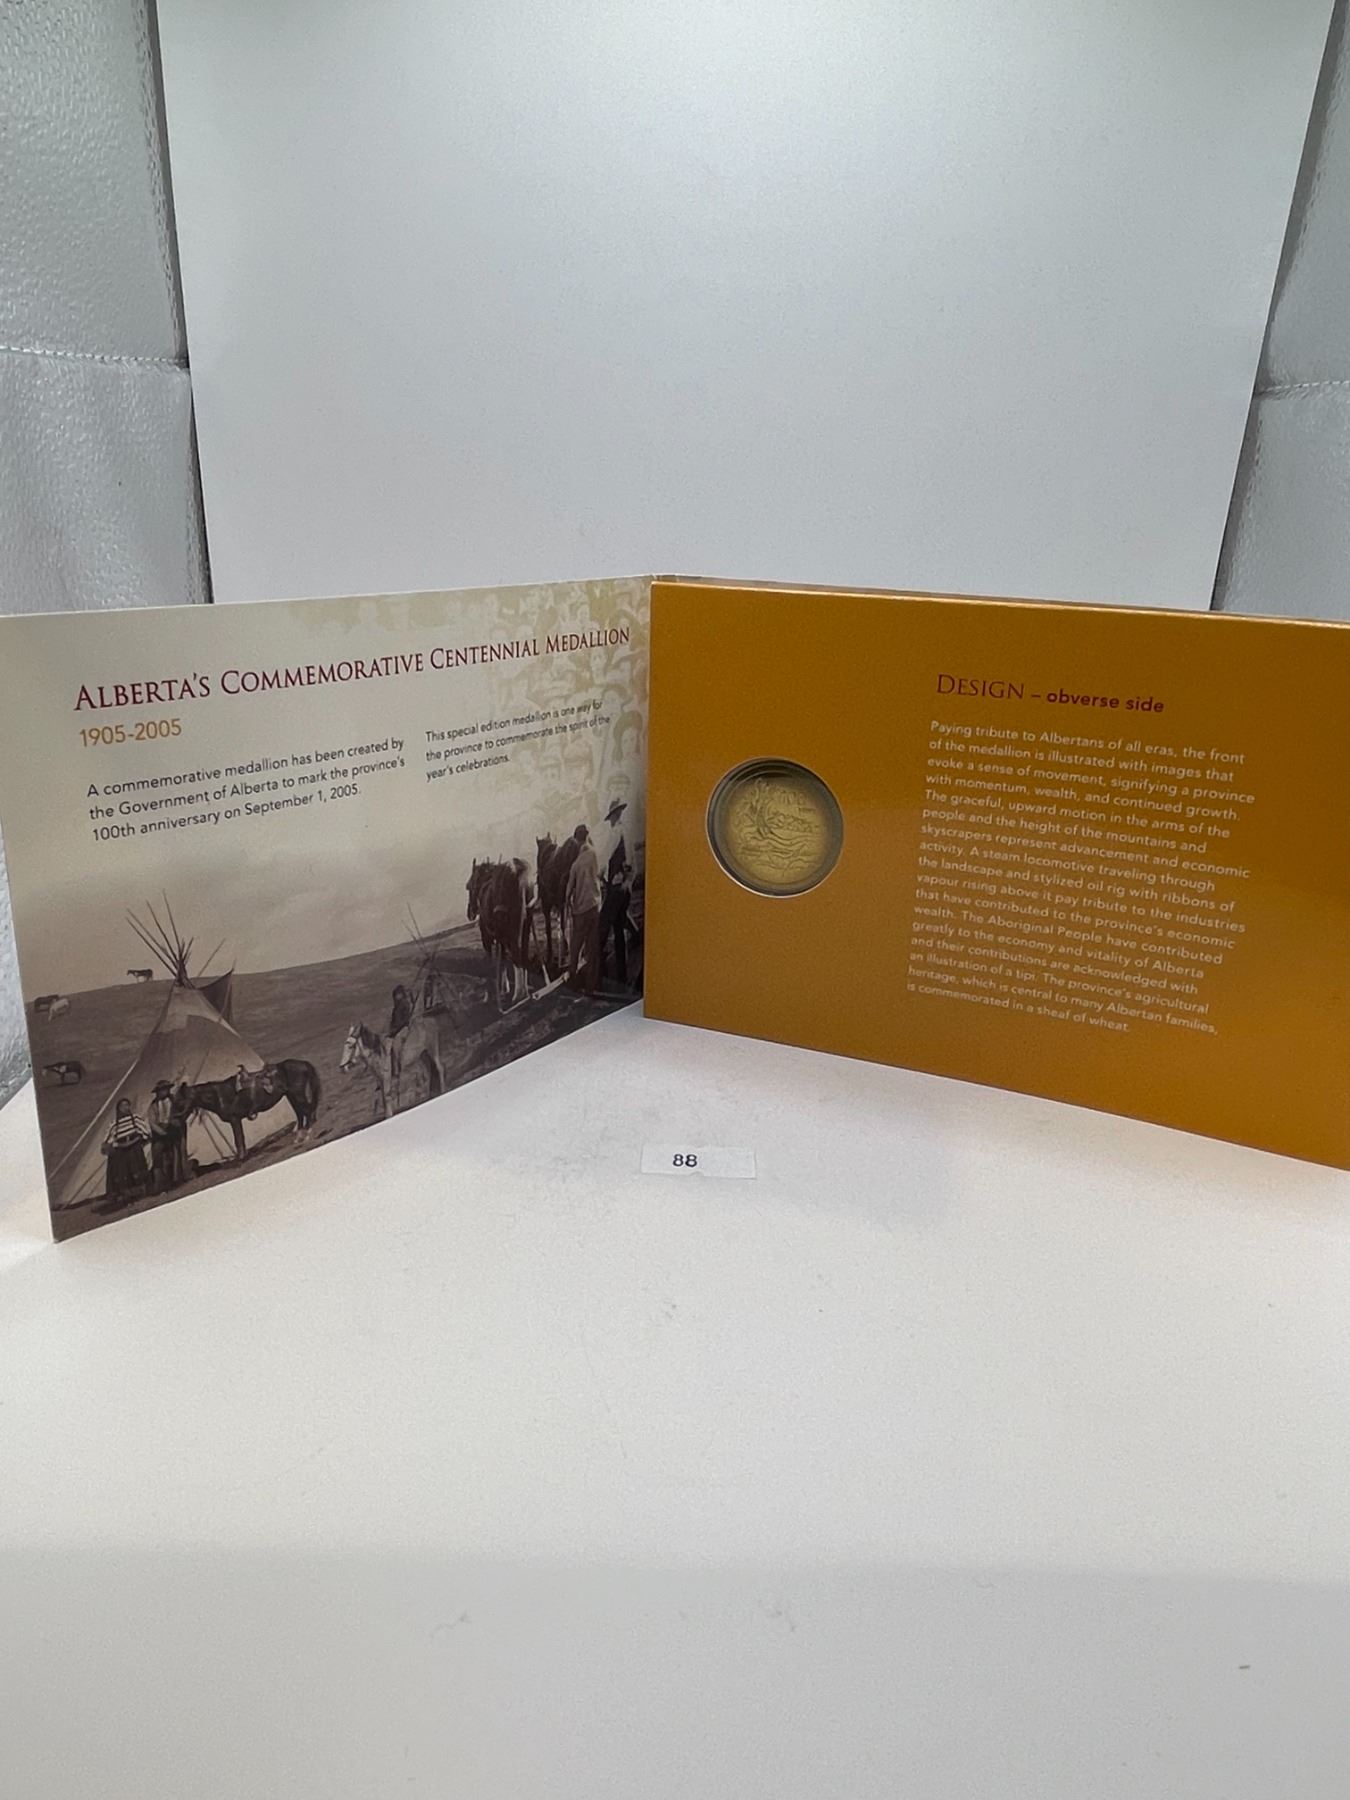 ALBERTA'S COMMEMORATIVE CENTENNIAL MEDALLION
1905-2005
A commemorative medallion has been created by
the Government of Alberta to mark the province's
100th anniversary on September 1, 2005.
This special edition medallion is one way for
the province to commemorate the spirit of the
year's celebrations.
DESIGN – obverse side
Paying tribute to Albertans of all eras, the front
of the medallion is illustrated with images that
evoke a sense of movement, signifying a province
with momentum, wealth, and continued growth.
The graceful, upward motion in the arms of the
people and the height of the mountains and
skyscrapers represent advancement and economic
activity. A steam locomotive traveling through
the landscape and stylized oil rig with ribbons of
vapour rising above it pay tribute to the industries
that have contributed to the province's economic
wealth. The Aboriginal People have contributed
greatly to the economy and vitality of Alberta
and their contributions are acknowledged with
an illustration of a tipi. The province's agricultural
heritage, which is central to many Albertan families,
is commemorated in a sheaf of wheat.
88